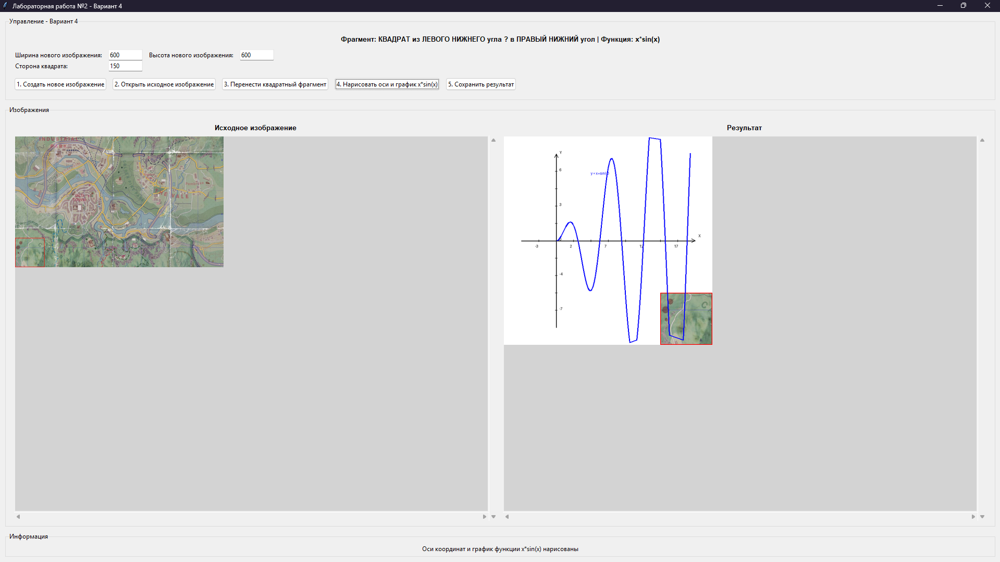 Лабораторная работа №2 - Вариант 4
Управление - Вариант 4
Фрагмент: КВАДРАТ из ЛЕВОГО НИЖНЕГО угла ? в ПРАВЫЙ НИЖНИЙ угол | Функция: x*sin(x)
Ширина нового изображения: 600 Высота нового изображения: 600
Сторона квадрата: 150
1. Создать новое изображение 2. Открыть исходное изображение 3. Перенести квадратный фрагмент 4. Нарисовать оси и график x*sin(x) 5. Сохранить результат
Изображения
Исходное изображение
Результат
INDUSTRIAL
PARK
Pembroke
THE VALE
Y
6
y = x*sin(
3
X
-3 2 7 12 17
-4
-7
Информация
Оси координат и график функции x*sin(x) нарисованы